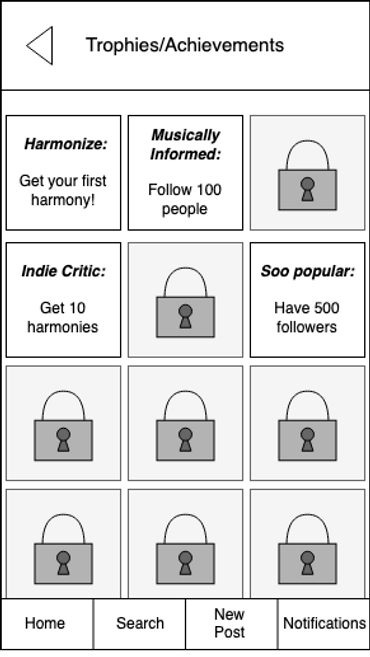 Trophies/Achievements
Harmonize:
Get your first
harmony!
Musically
Informed:
Follow 100
people
Indie Critic:
Get 10
harmonies
Soo popular:
Have 500
followers
Home
Search
New
Post
Notifications